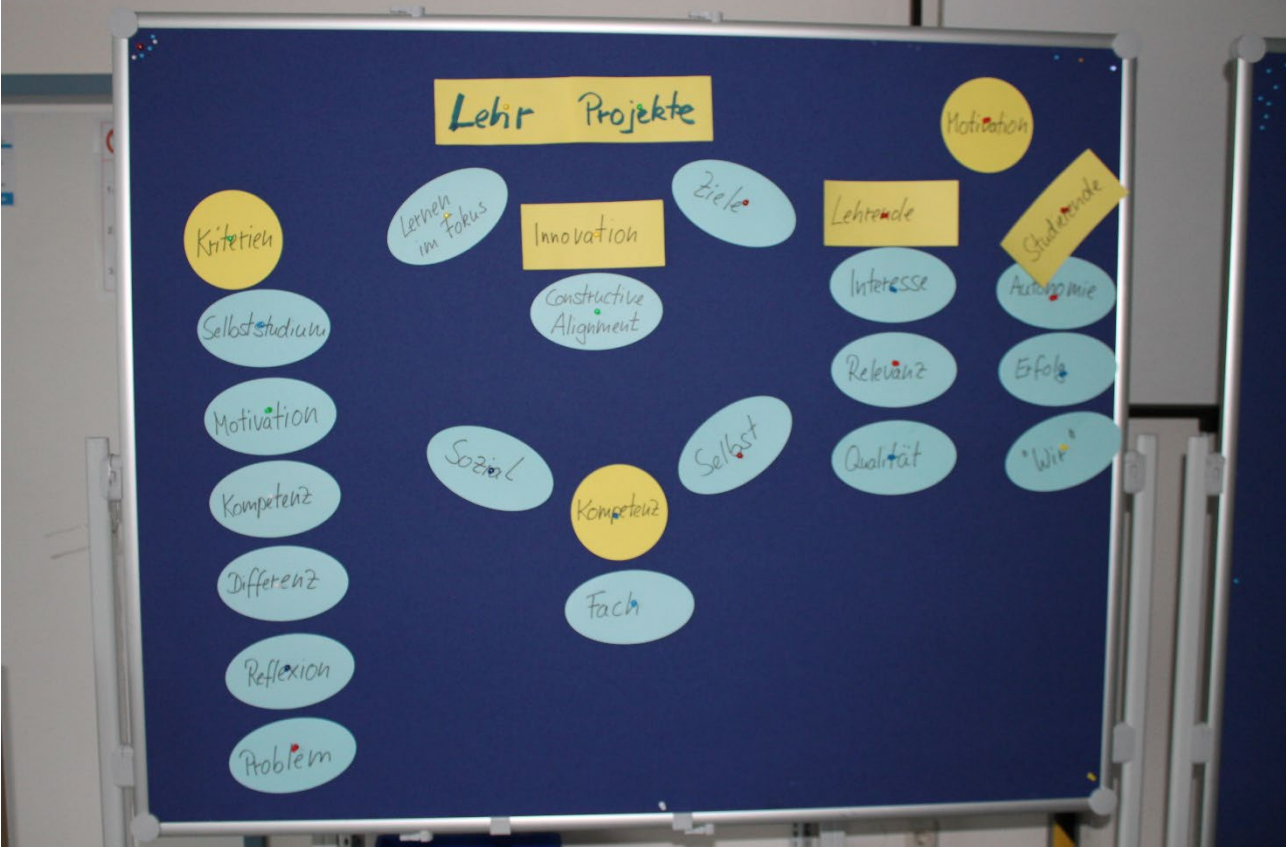 Lehr Projekte
Motivation
Kriterien
Selbststudium
Motivation
Kompetenz
Differenz
Reflexion
Problem
Lernen
im Fokus
Innovation
Constructive
Alignment
Ziele
Sozial
Kompetenz
Selbst
Fach
Lehrende
Interesse
Relevanz
Qualität
Studierende
Autonomie
Erfolg
"Wir"